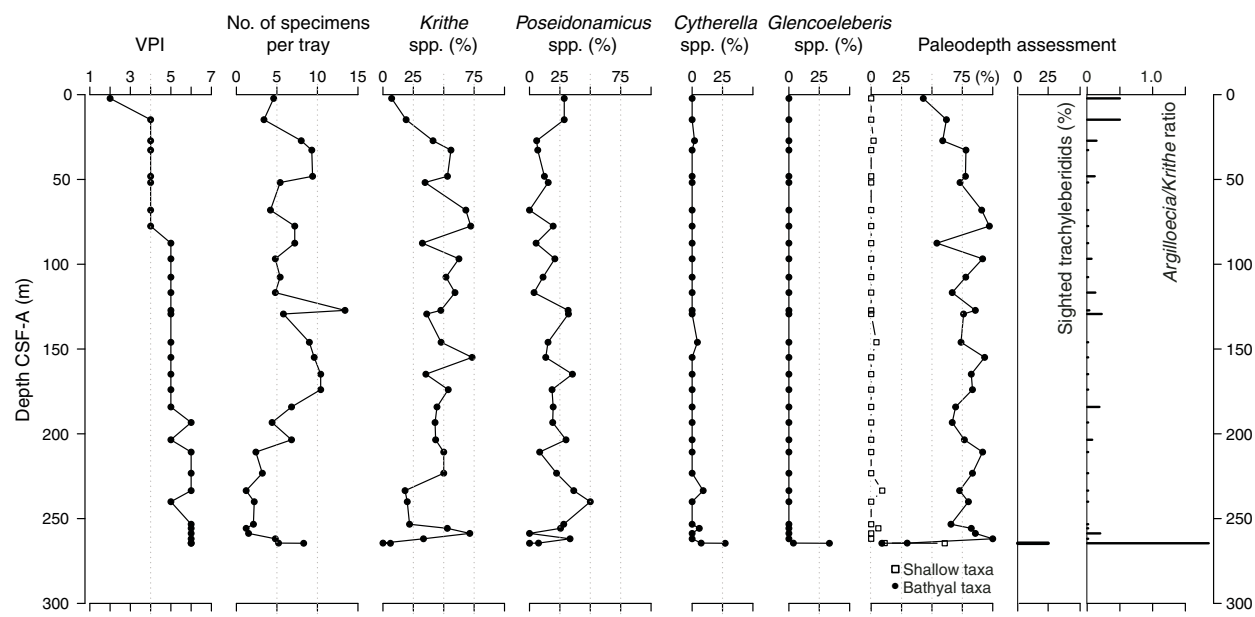 VPI
No. of specimens
per tray
Krithe
spp. (%)
Poseidonamicus
spp. (%)
Cytherella
spp. (%)
Glencoeleberis
spp. (%)
Paleodepth assessment
1 3 5 7
0 5 10 15
0 25 75
0 25 75
0 25
0 25
0 25 75 (%)
0 25
0 1.0
Depth CSF-A (m)
0
50
100
150
200
250
300
Sighted trachyleberidids (%)
Argilloecia/Krithe ratio
0
50
100
150
200
250
300
Shallow taxa
Bathyal taxa